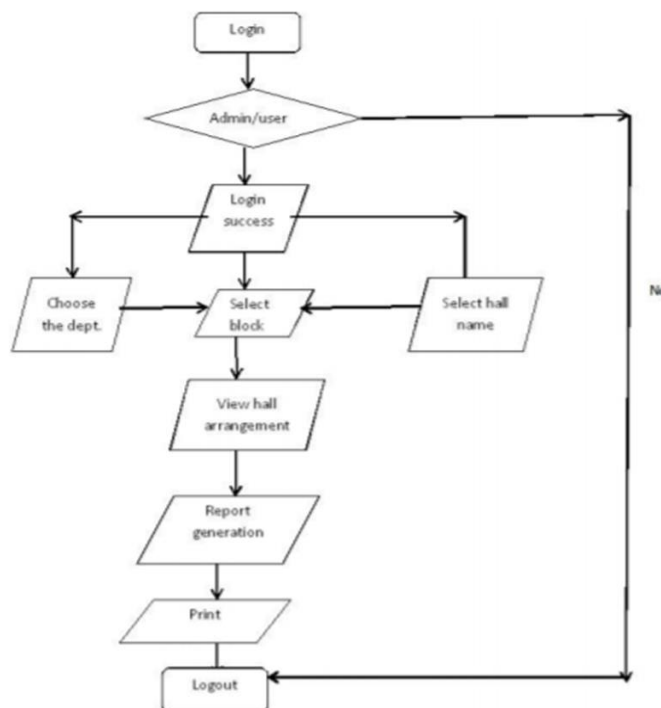 Login
Admin/user
Login
success
Choose
the dept.
Select
block
Select hall
name
View hall
arrangement
Report
generation
Print
Logout